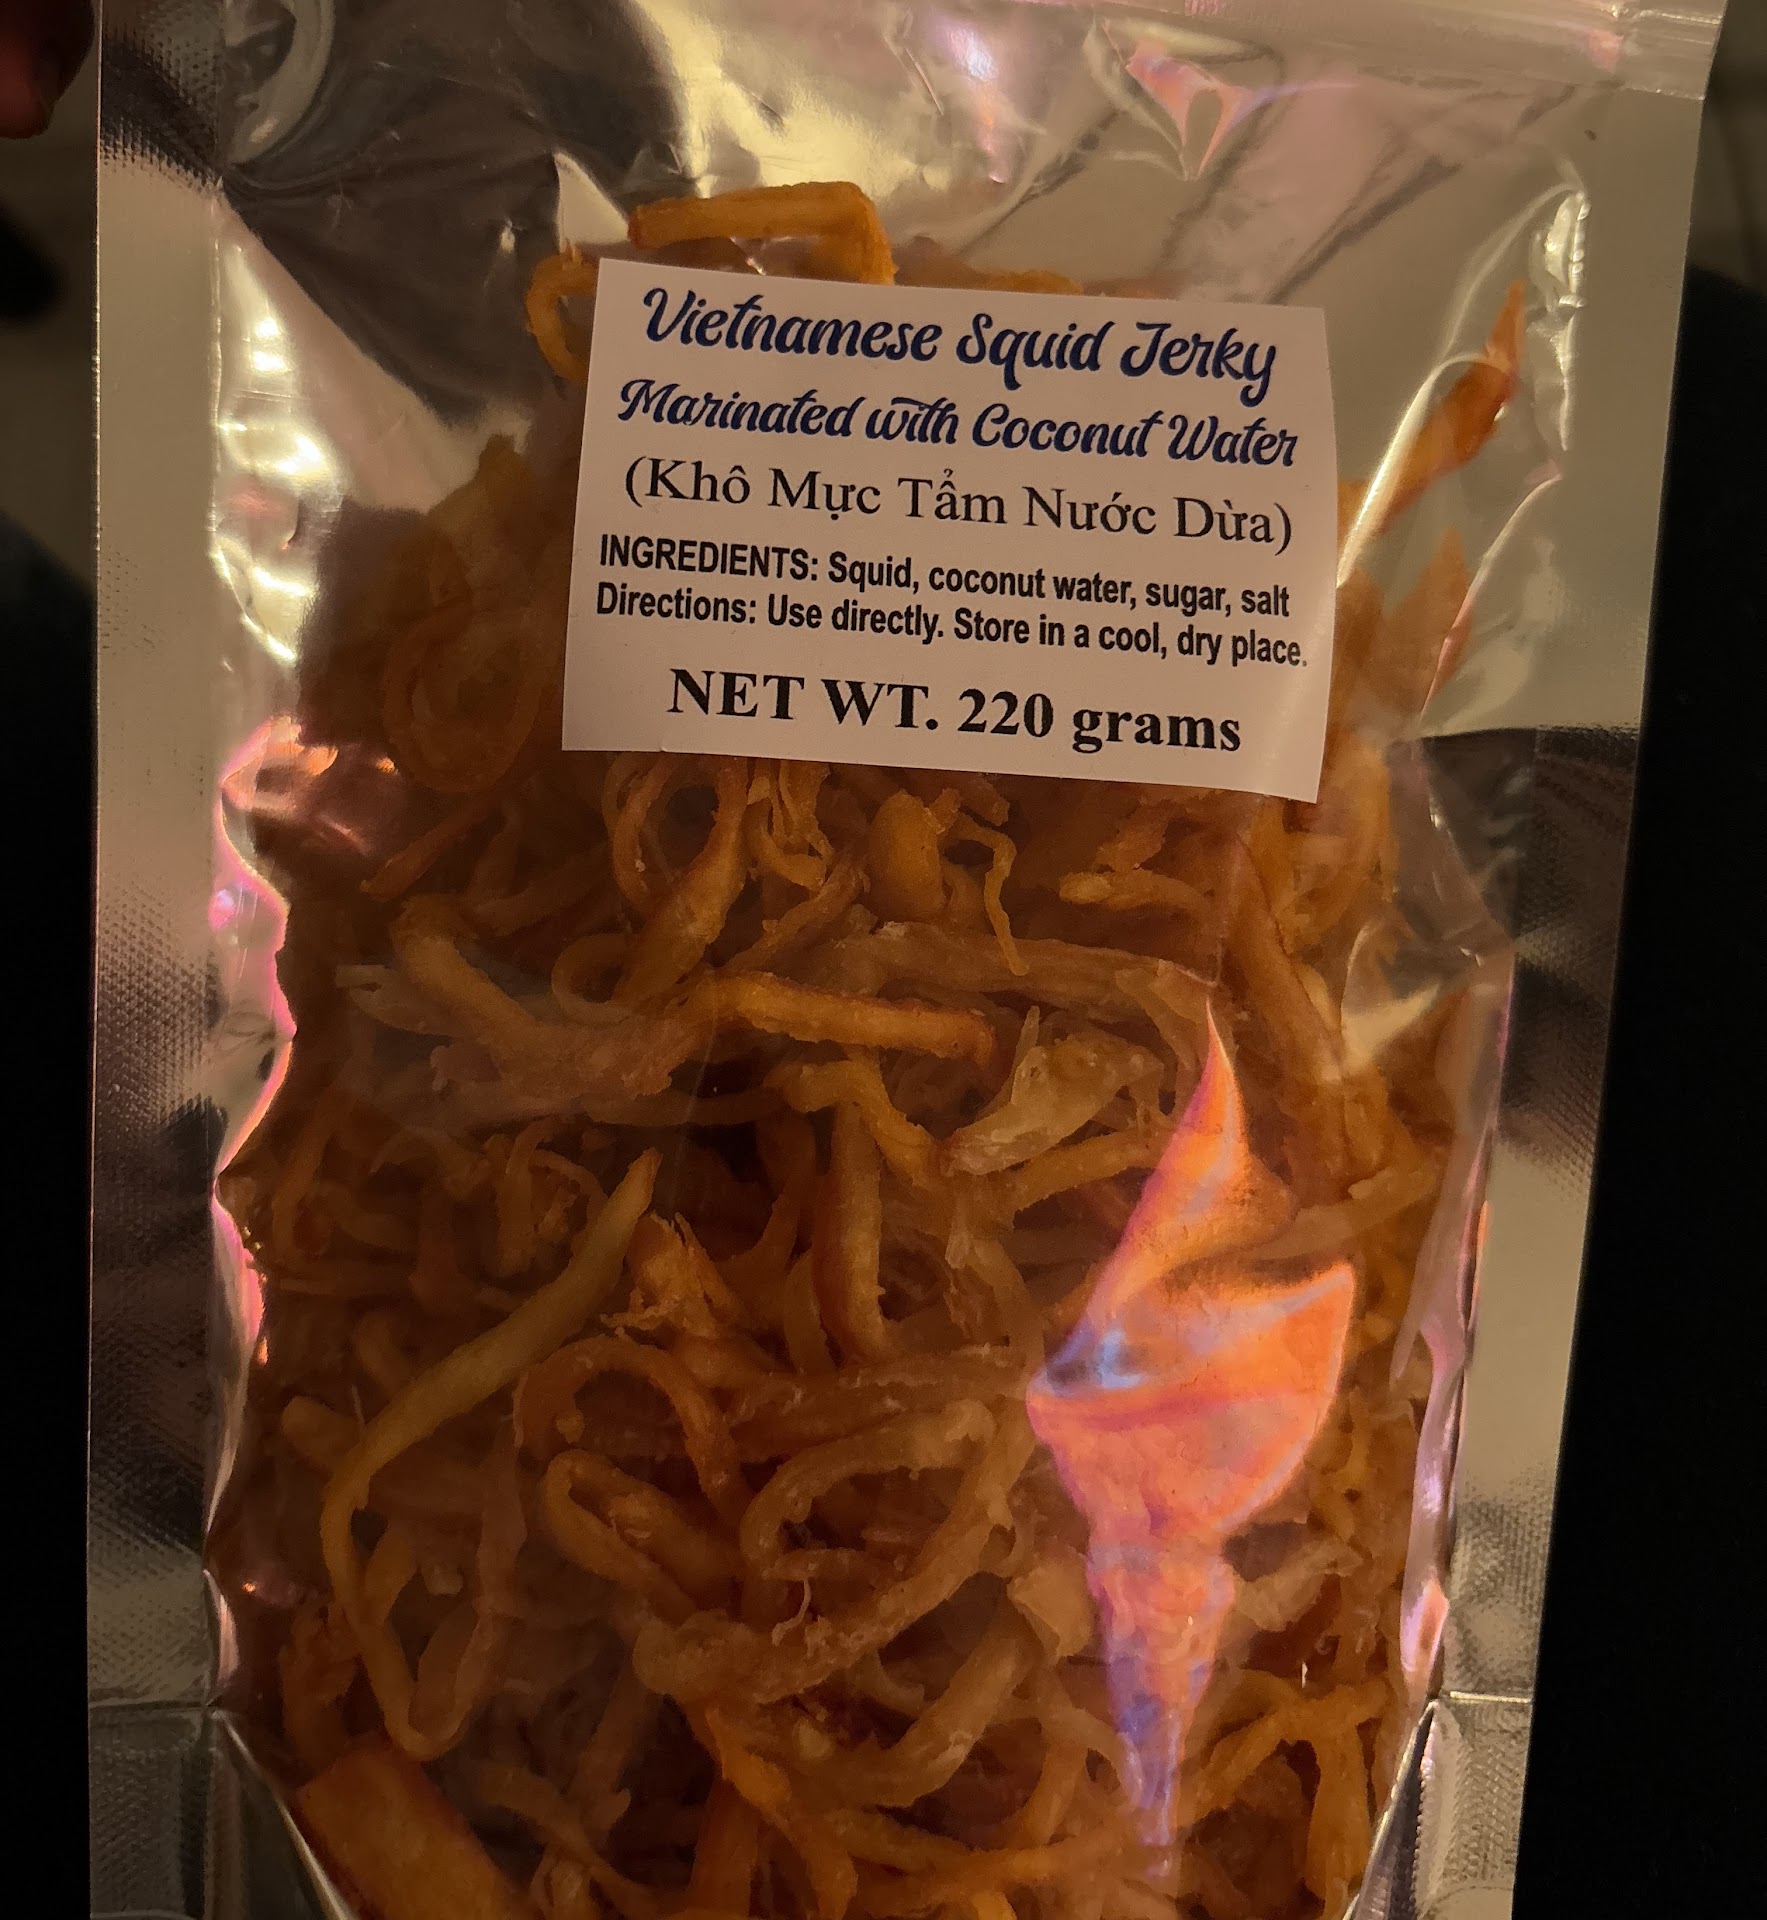 Vietnamese Squid Jerky
Marinated with Coconut Water
(Khô Mực Tẩm Nước Dừa)
INGREDIENTS: Squid, coconut water, sugar, salt
Directions: Use directly. Store in a cool, dry place.
NET WT. 220 grams